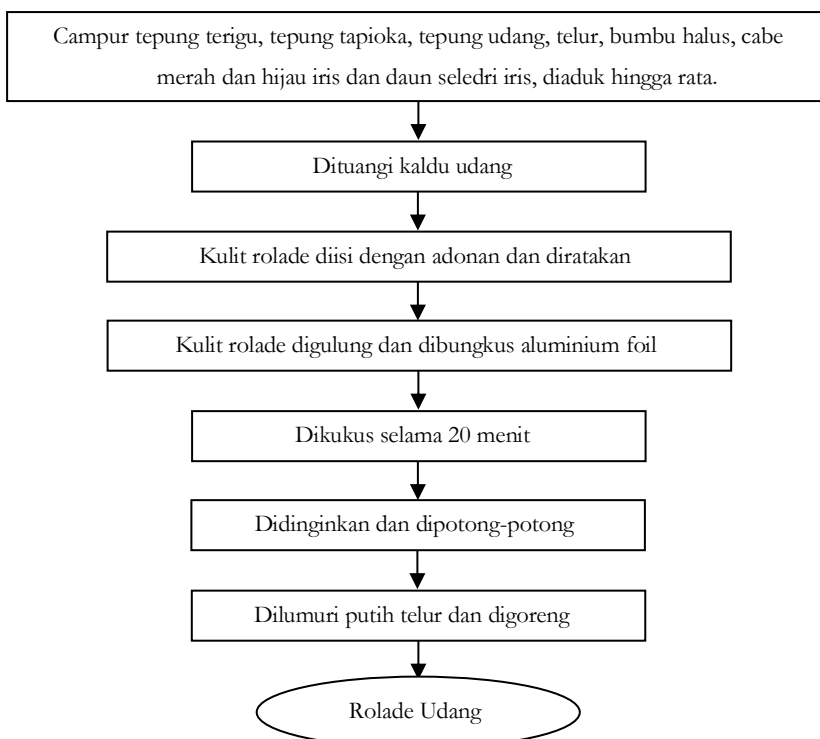 Campur tepung terigu, tepung tapioka, tepung udang, telur, bumbu halus, cabe
merah dan hijau iris dan daun seledri iris, diaduk hingga rata.
Dituangi kaldu udang
Kulit rolade diisi dengan adonan dan diratakan
Kulit rolade digulung dan dibungkus aluminium foil
Dikukus selama 20 menit
Didinginkan dan dipotong-potong
Dilumuri putih telur dan digoreng
Rolade Udang